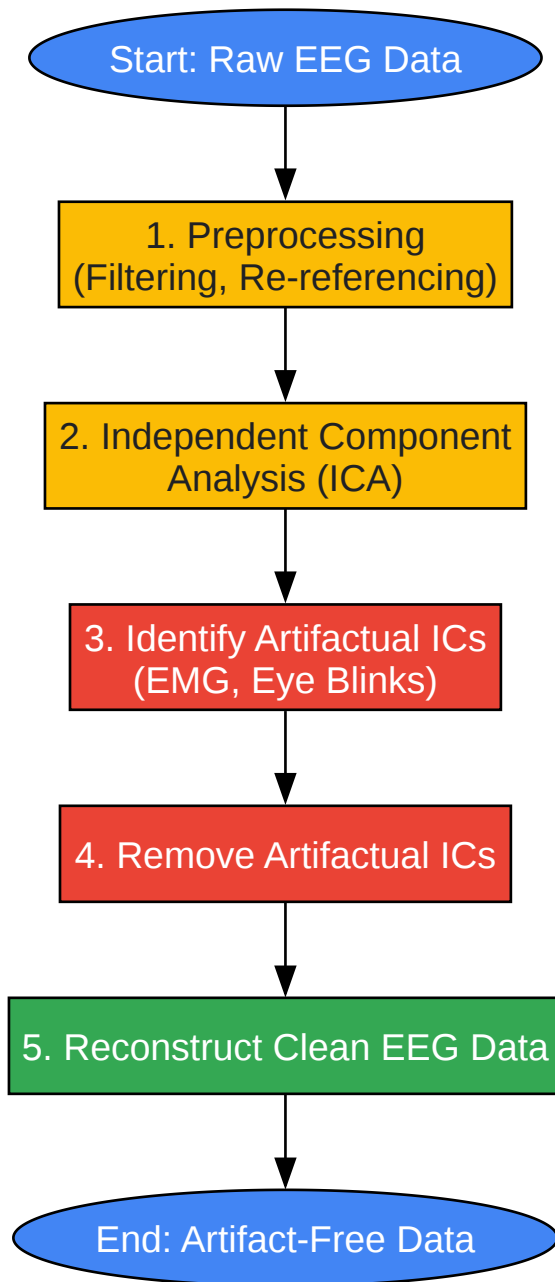 Start: Raw EEG Data
1. Preprocessing
(Filtering, Re-referencing)
2. Independent Component
Analysis (ICA)
3. Identify Artifactual ICs
(EMG, Eye Blinks)
4. Remove Artifactual ICs
5. Reconstruct Clean EEG Data
End: Artifact-Free Data